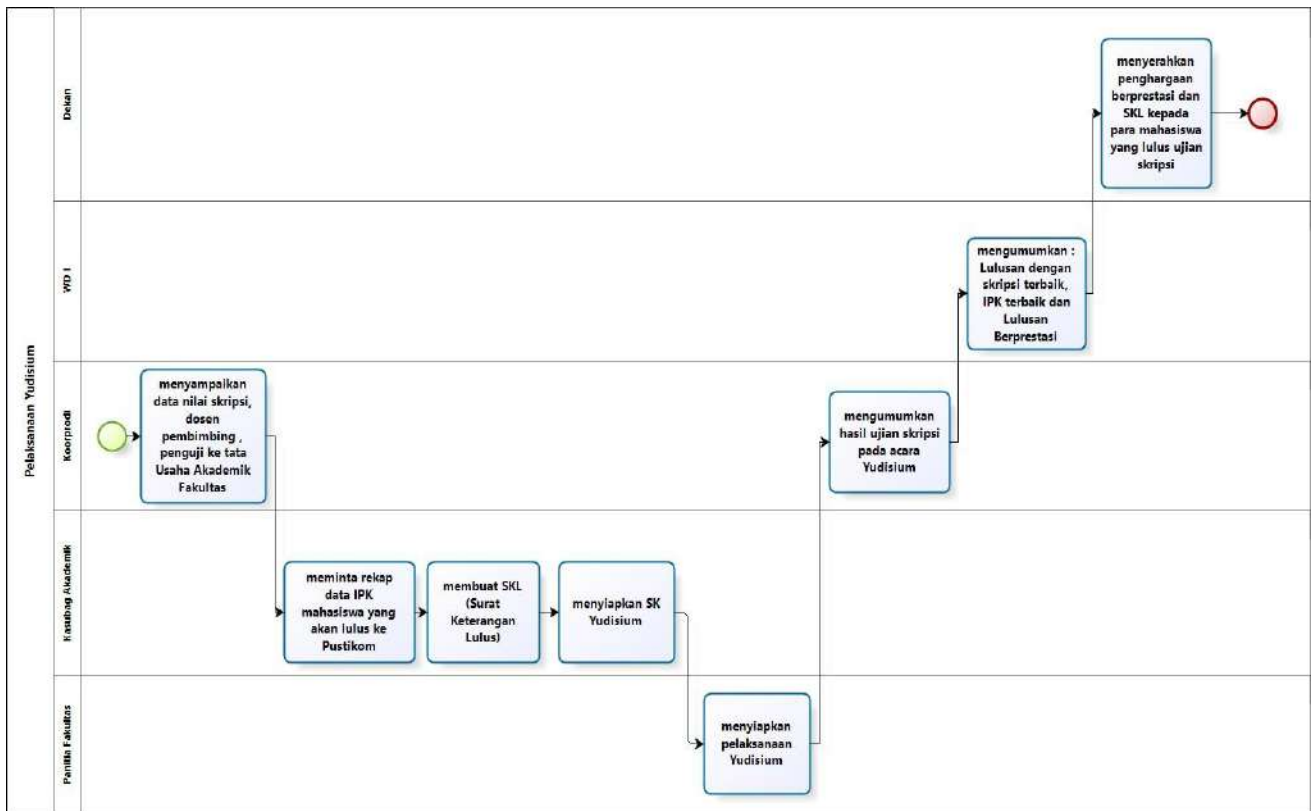 Pelaksanaan Yudisium
Dekan
menyerahkan
penghargaan
berprestasi dan
SKL kepada
para mahasiswa
yang lulus ujian
skripsi
WD I
mengumumkan :
Lulusan dengan
skripsi terbaik,
IPK terbaik dan
Lulusan
Berprestasi
Koorprodi
menyampaikan
data nilai skripsi,
dosen
pembimbing ,
penguji ke tata
Usaha Akademik
Fakultas
mengumumkan
hasil ujian skripsi
pada acara
Yudisium
Kasubag Akademik
meminta rekap
data IPK
mahasiswa yang
akan lulus ke
Pustikom
membuat SKL
(Surat
Keterangan
Lulus)
menyiapkan SK
Yudisium
Panitia Fakultas
menyiapkan
pelaksanaan
Yudisium